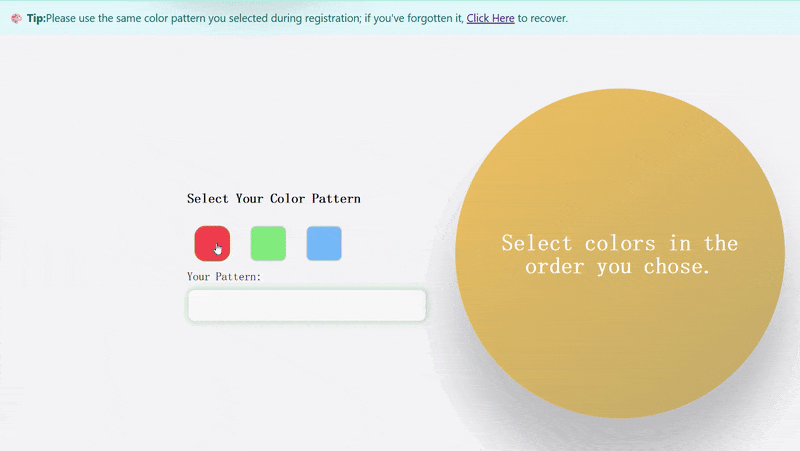 Tip:Please use the same color pattern you selected during registration; if you've forgotten it, Click Here to recover.
Select Your Color Pattern
Your Pattern:
Select colors in the
order you chose.